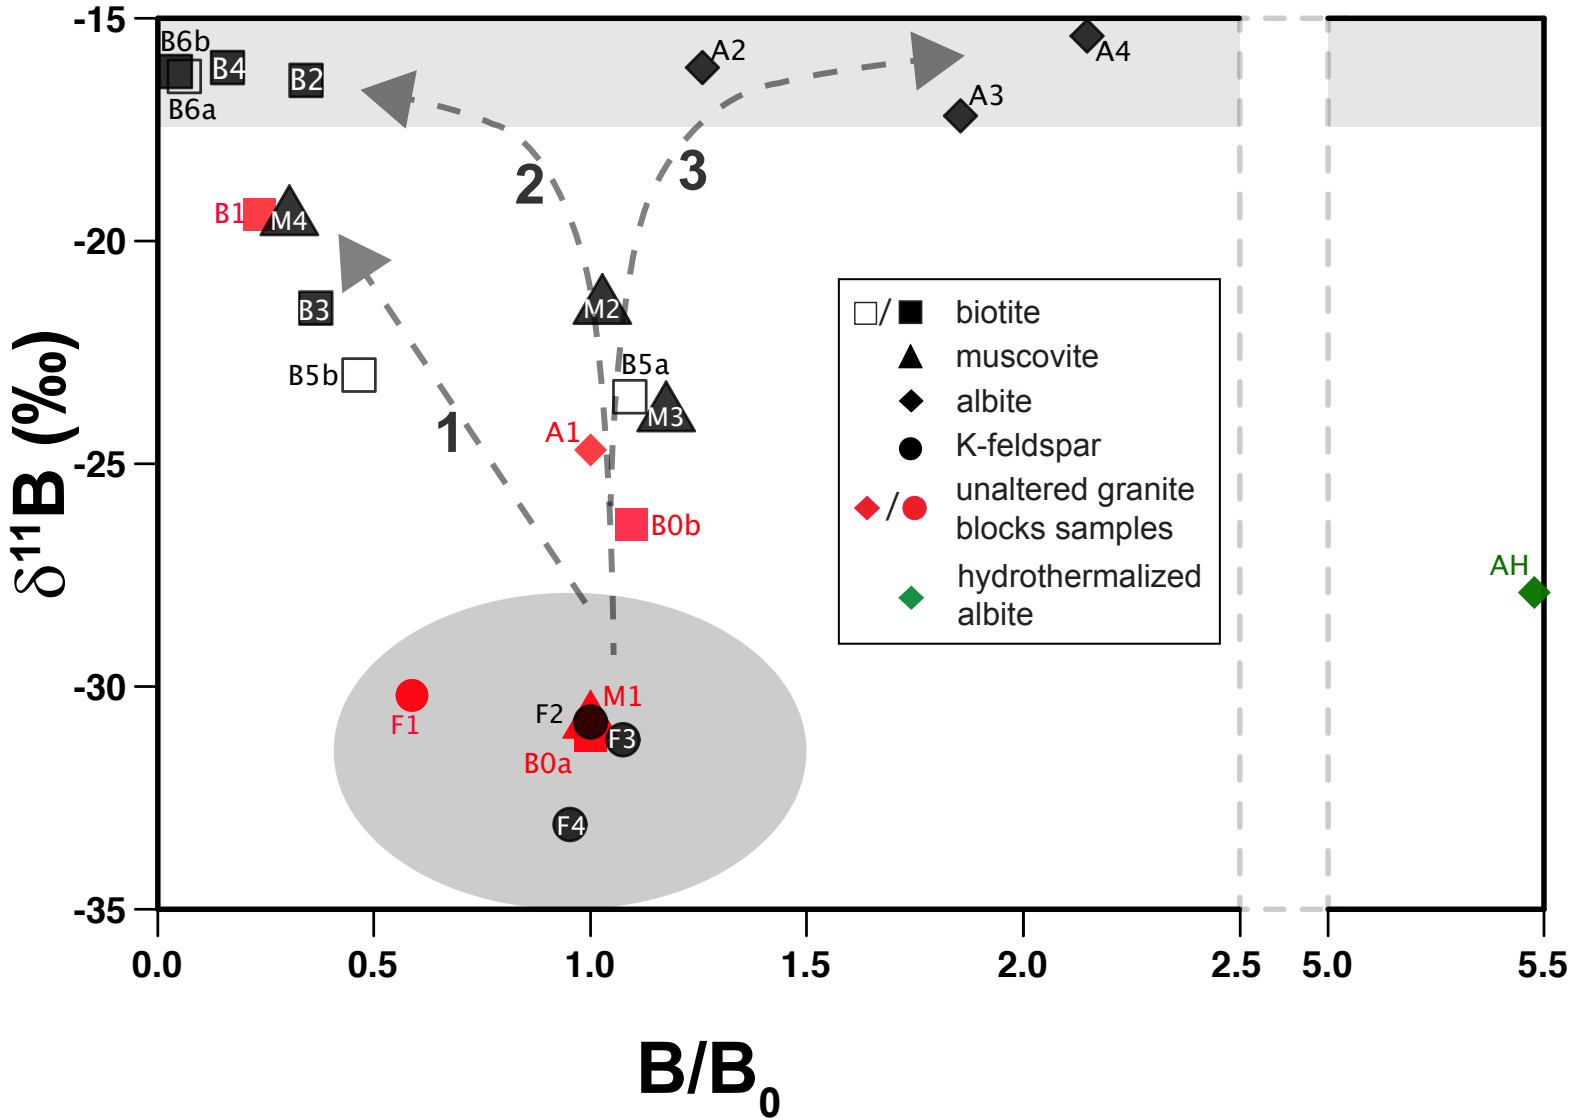 -15
B6b
B4
B2
B6a
A2
A4
A3
2
3
-20
B1
M4
B3
M2
B5b
B5a
M3
1
A1
-25
B0b
□/■ biotite
muscovite
albite
K-feldspar
/ unaltered granite
blocks samples
hydrothermalized
albite
AH
δ¹¹B (‰)
-30
F1
F2
M1
F3
B0a
F4
-35
0.0 0.5 1.0 1.5 2.0 2.5 5.0 5.5
B/B₀